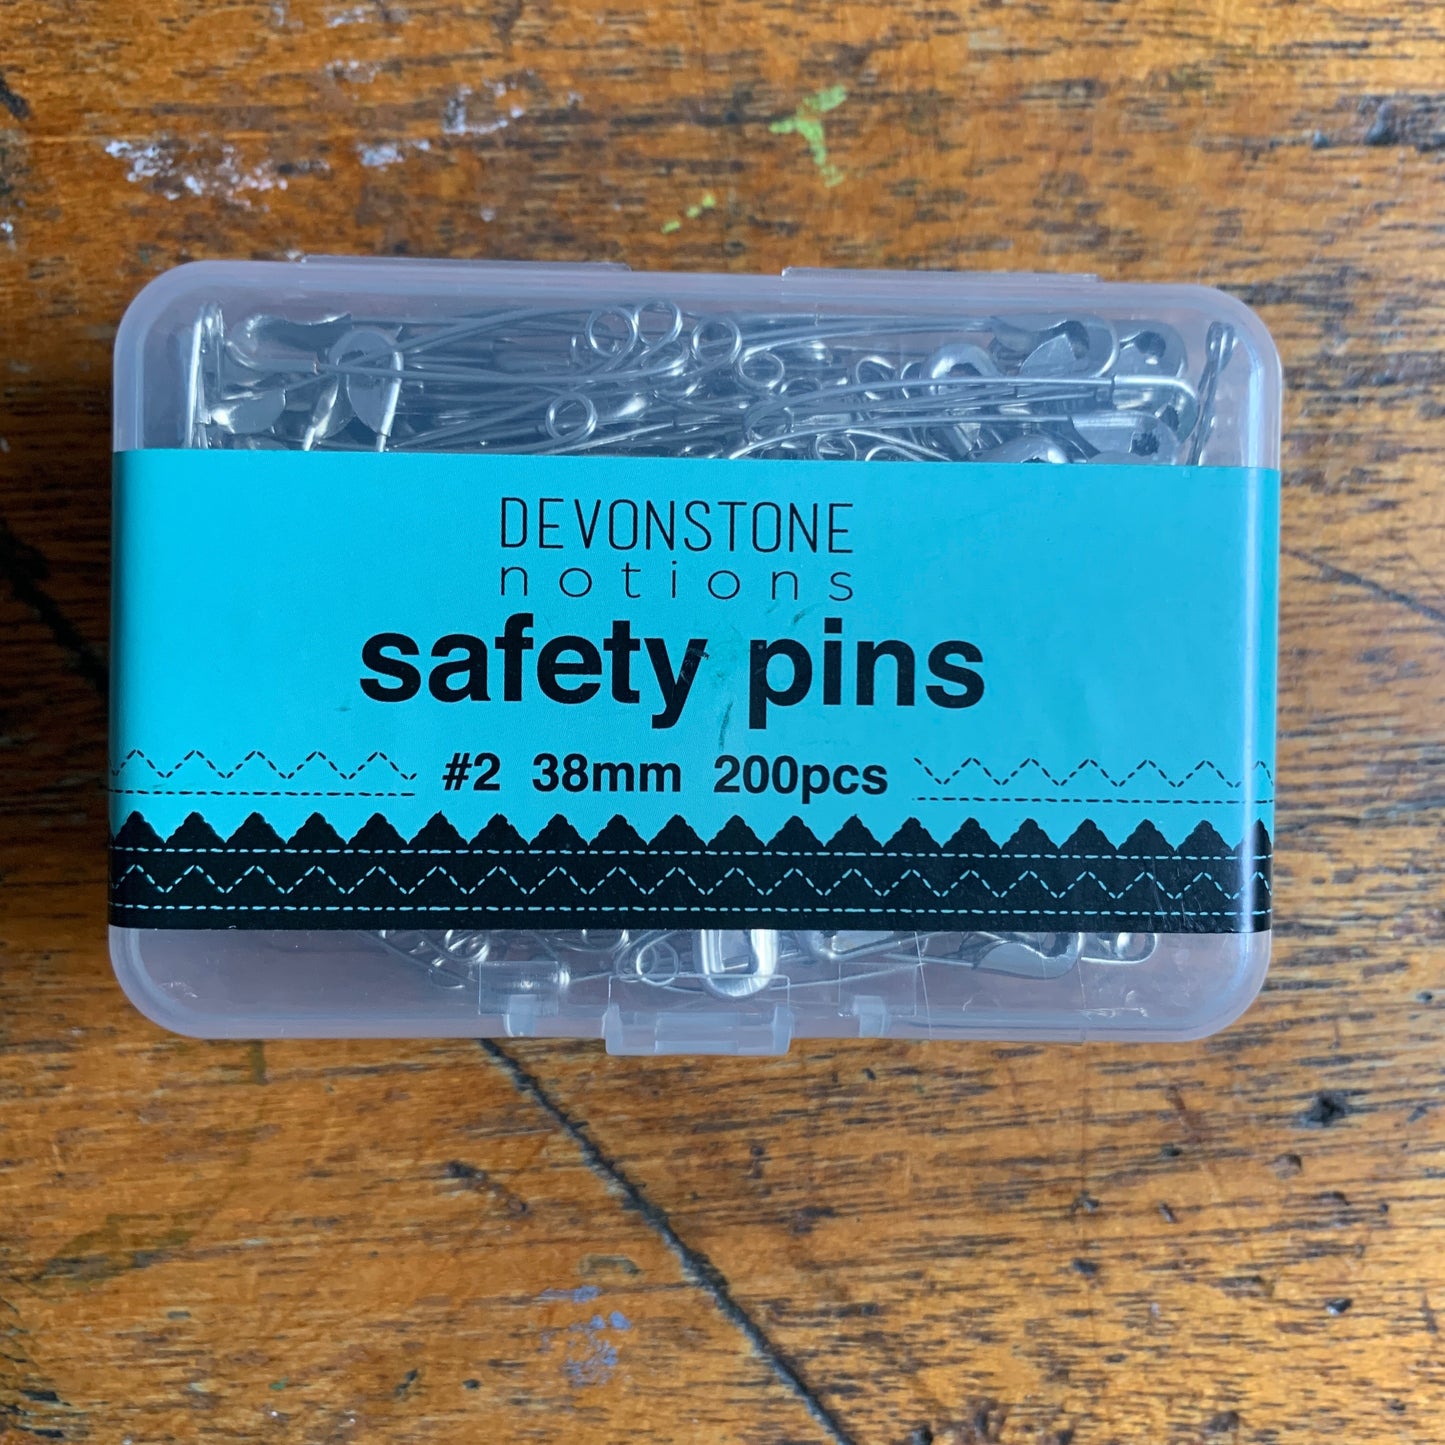 DEVONSTONE
notions
safety pins
#2 38mm 200pcs